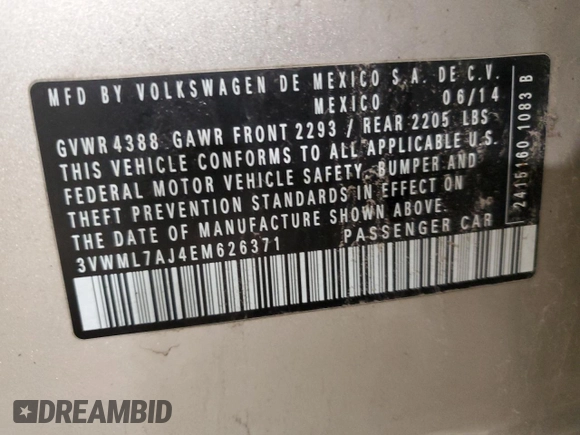 MFD BY VOLKSWAGEN DE MEXICO S.A. DE C.V.
MEXICO 06/14
GVWR 4388 GAWR FRONT 2293 / REAR 2205 LBS
THIS VEHICLE CONFORMS TO ALL APPLICABLE U.S.
FEDERAL MOTOR VEHICLE SAFETY, BUMPER AND
THEFT PREVENTION STANDARDS IN EFFECT ON
THE DATE OF MANUFACTURE SHOWN ABOVE.
3VWML7AJ4EM626371 PASSENGER CAR
2415160 1083 B
DREAMBID